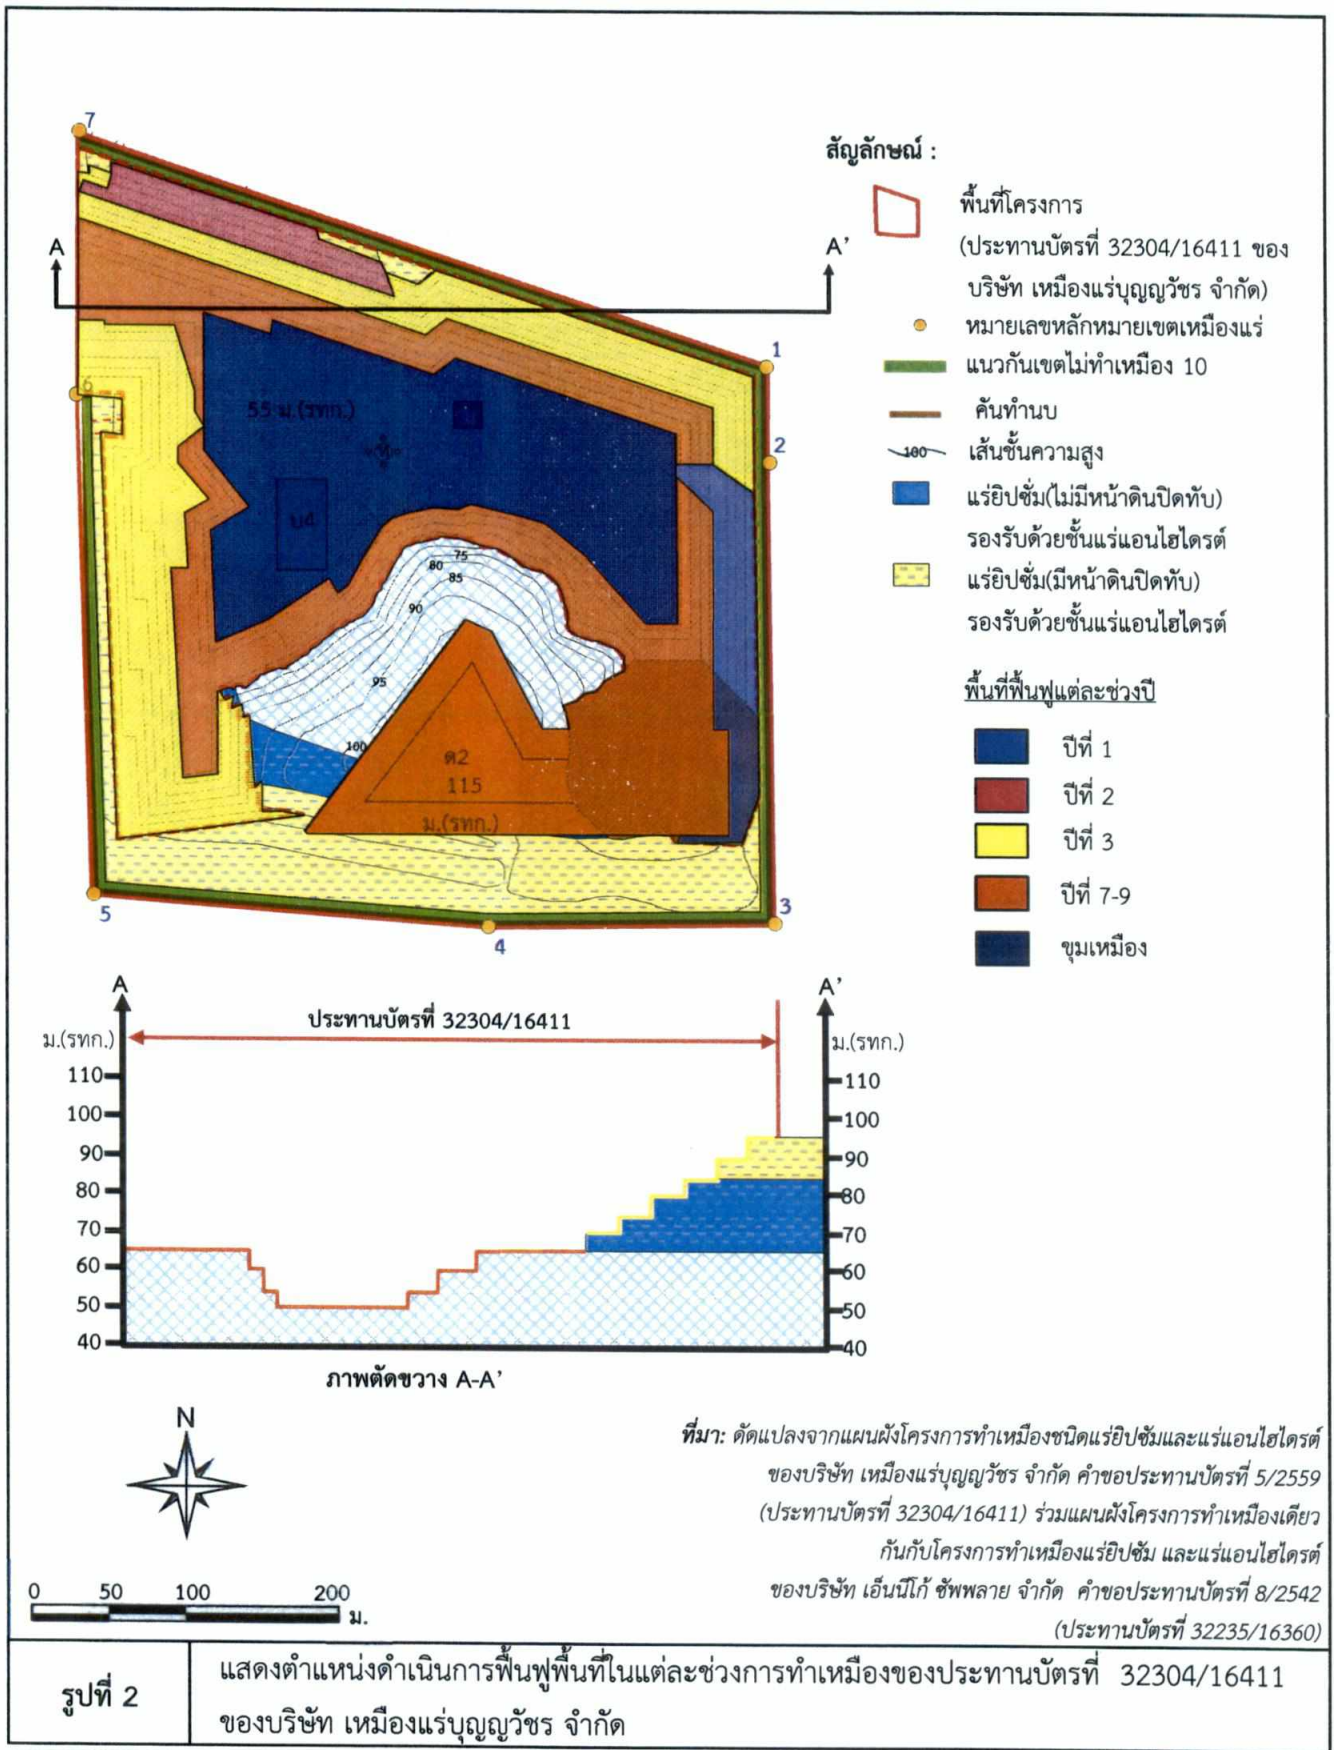 7
A
A'
1
6
55 ม.(รทก.)
2
75
80
85
90
95
100
ด2
115
ม.(รทก.)
5
4
3
สัญลักษณ์ :
พื้นที่โครงการ
(ประทานบัตรที่ 32304/16411 ของ
บริษัท เหมืองแร่บุญญวัชร จำกัด)
หมายเลขหลักหมายเขตเหมืองแร่
แนวกันเขตไม่ทำเหมือง 10
คันทำนบ
100 เส้นชั้นความสูง
แร่ยิปซั่ม(ไม่มีหน้าดินปิดทับ)
รองรับด้วยชั้นแร่แอนไฮไดรต์
แร่ยิปซั่ม(มีหน้าดินปิดทับ)
รองรับด้วยชั้นแร่แอนไฮไดรต์
พื้นที่ฟื้นฟูแต่ละช่วงปี
ปีที่ 1
ปีที่ 2
ปีที่ 3
ปีที่ 7-9
ขุมเหมือง
A
A'
ประทานบัตรที่ 32304/16411
ม.(รทก.)
ม.(รทก.)
110
110
100
100
90
90
80
80
70
70
60
60
50
50
40
40
ภาพตัดขวาง A-A'
N
0 50 100 200
ม.
ที่มา: ดัดแปลงจากแผนผังโครงการทำเหมืองชนิดแร่ยิปซัมและแร่แอนไฮไดรต์
ของบริษัท เหมืองแร่บุญญวัชร จำกัด คำขอประทานบัตรที่ 5/2559
(ประทานบัตรที่ 32304/16411) ร่วมแผนผังโครงการทำเหมืองเดียว
กันกับโครงการทำเหมืองแร่ยิปซัม และแร่แอนไฮไดรต์
ของบริษัท เอ็นนีโก้ ซัพพลาย จำกัด คำขอประทานบัตรที่ 8/2542
(ประทานบัตรที่ 32235/16360)
รูปที่ 2
แสดงตำแหน่งดำเนินการฟื้นฟูพื้นที่ในแต่ละช่วงการทำเหมืองของประทานบัตรที่ 32304/16411
ของบริษัท เหมืองแร่บุญญวัชร จำกัด